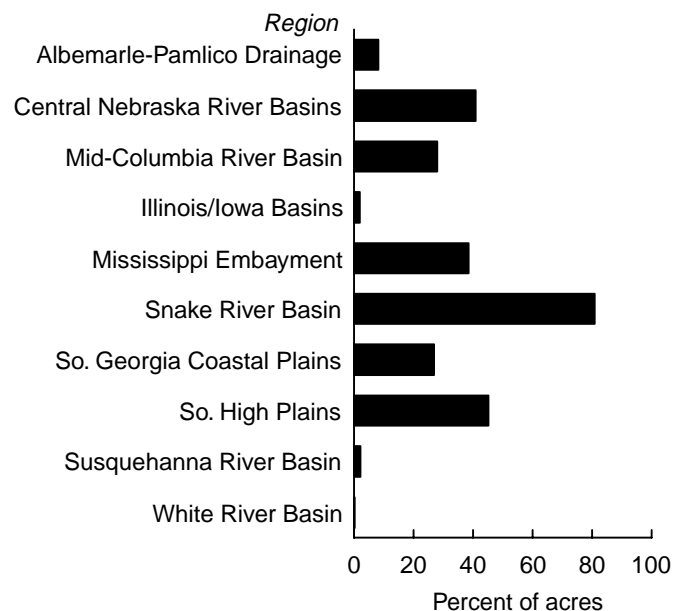 Region
Albemarle-Pamlico Drainage
Central Nebraska River Basins
Mid-Columbia River Basin
Illinois/Iowa Basins
Mississippi Embayment
Snake River Basin
So. Georgia Coastal Plains
So. High Plains
Susquehanna River Basin
White River Basin
0 20 40 60 80 100
Percent of acres